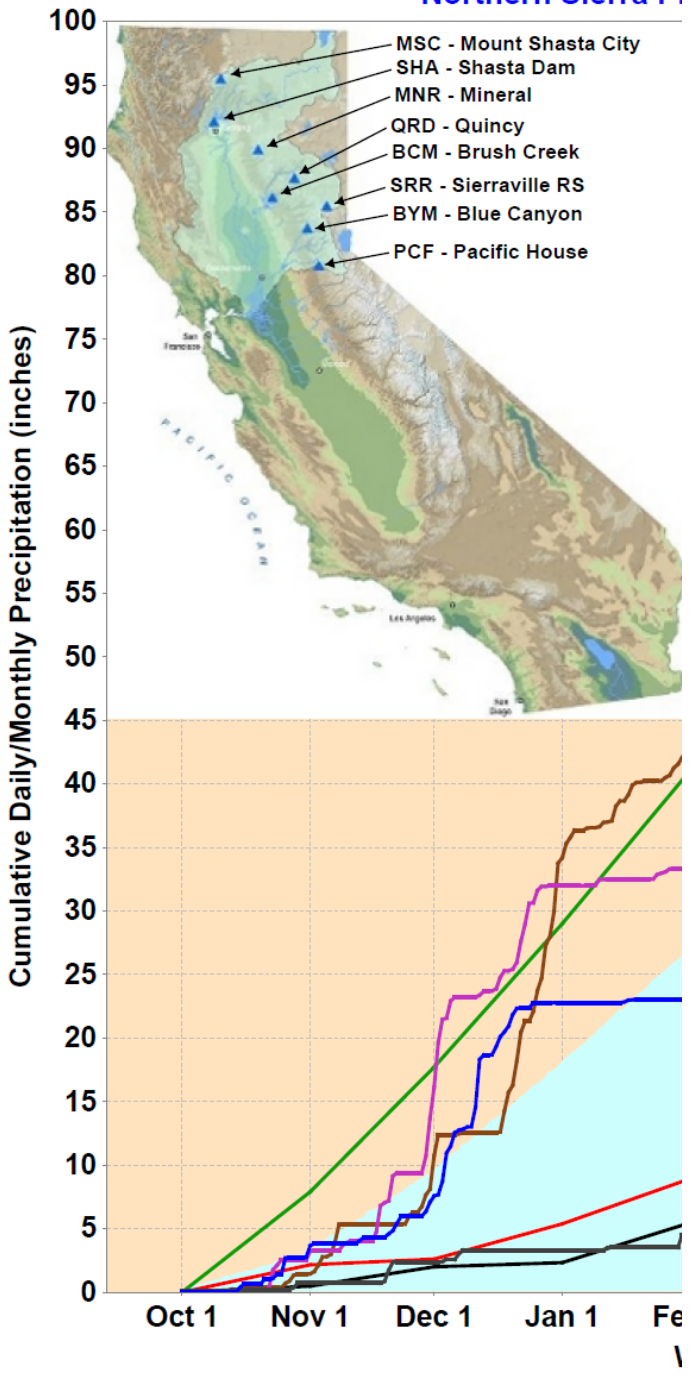 Northern Sierra P
100
95
90
85
80
75
70
65
60
55
50
45
40
35
30
25
20
15
10
5
0
Cumulative Daily/Monthly Precipitation (inches)
MSC - Mount Shasta City
SHA - Shasta Dam
MNR - Mineral
QRD - Quincy
BCM - Brush Creek
SRR - Sierraville RS
BYM - Blue Canyon
PCF - Pacific House
San
Francisco
PACIFIC OCEAN
Los Angeles
San
Diego
Oct 1
Nov 1
Dec 1
Jan 1
Fe
W